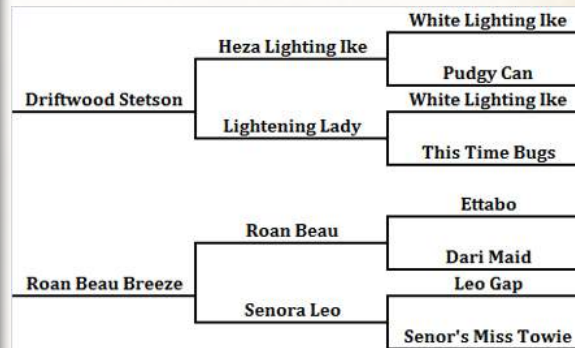 White Lighting Ike
Heza Lighting Ike
Pudgy Can
Driftwood Stetson
White Lighting Ike
Lightening Lady
This Time Bugs
Ettabo
Roan Beau
Dari Maid
Roan Beau Breeze
Leo Gap
Senora Leo
Senor's Miss Towie